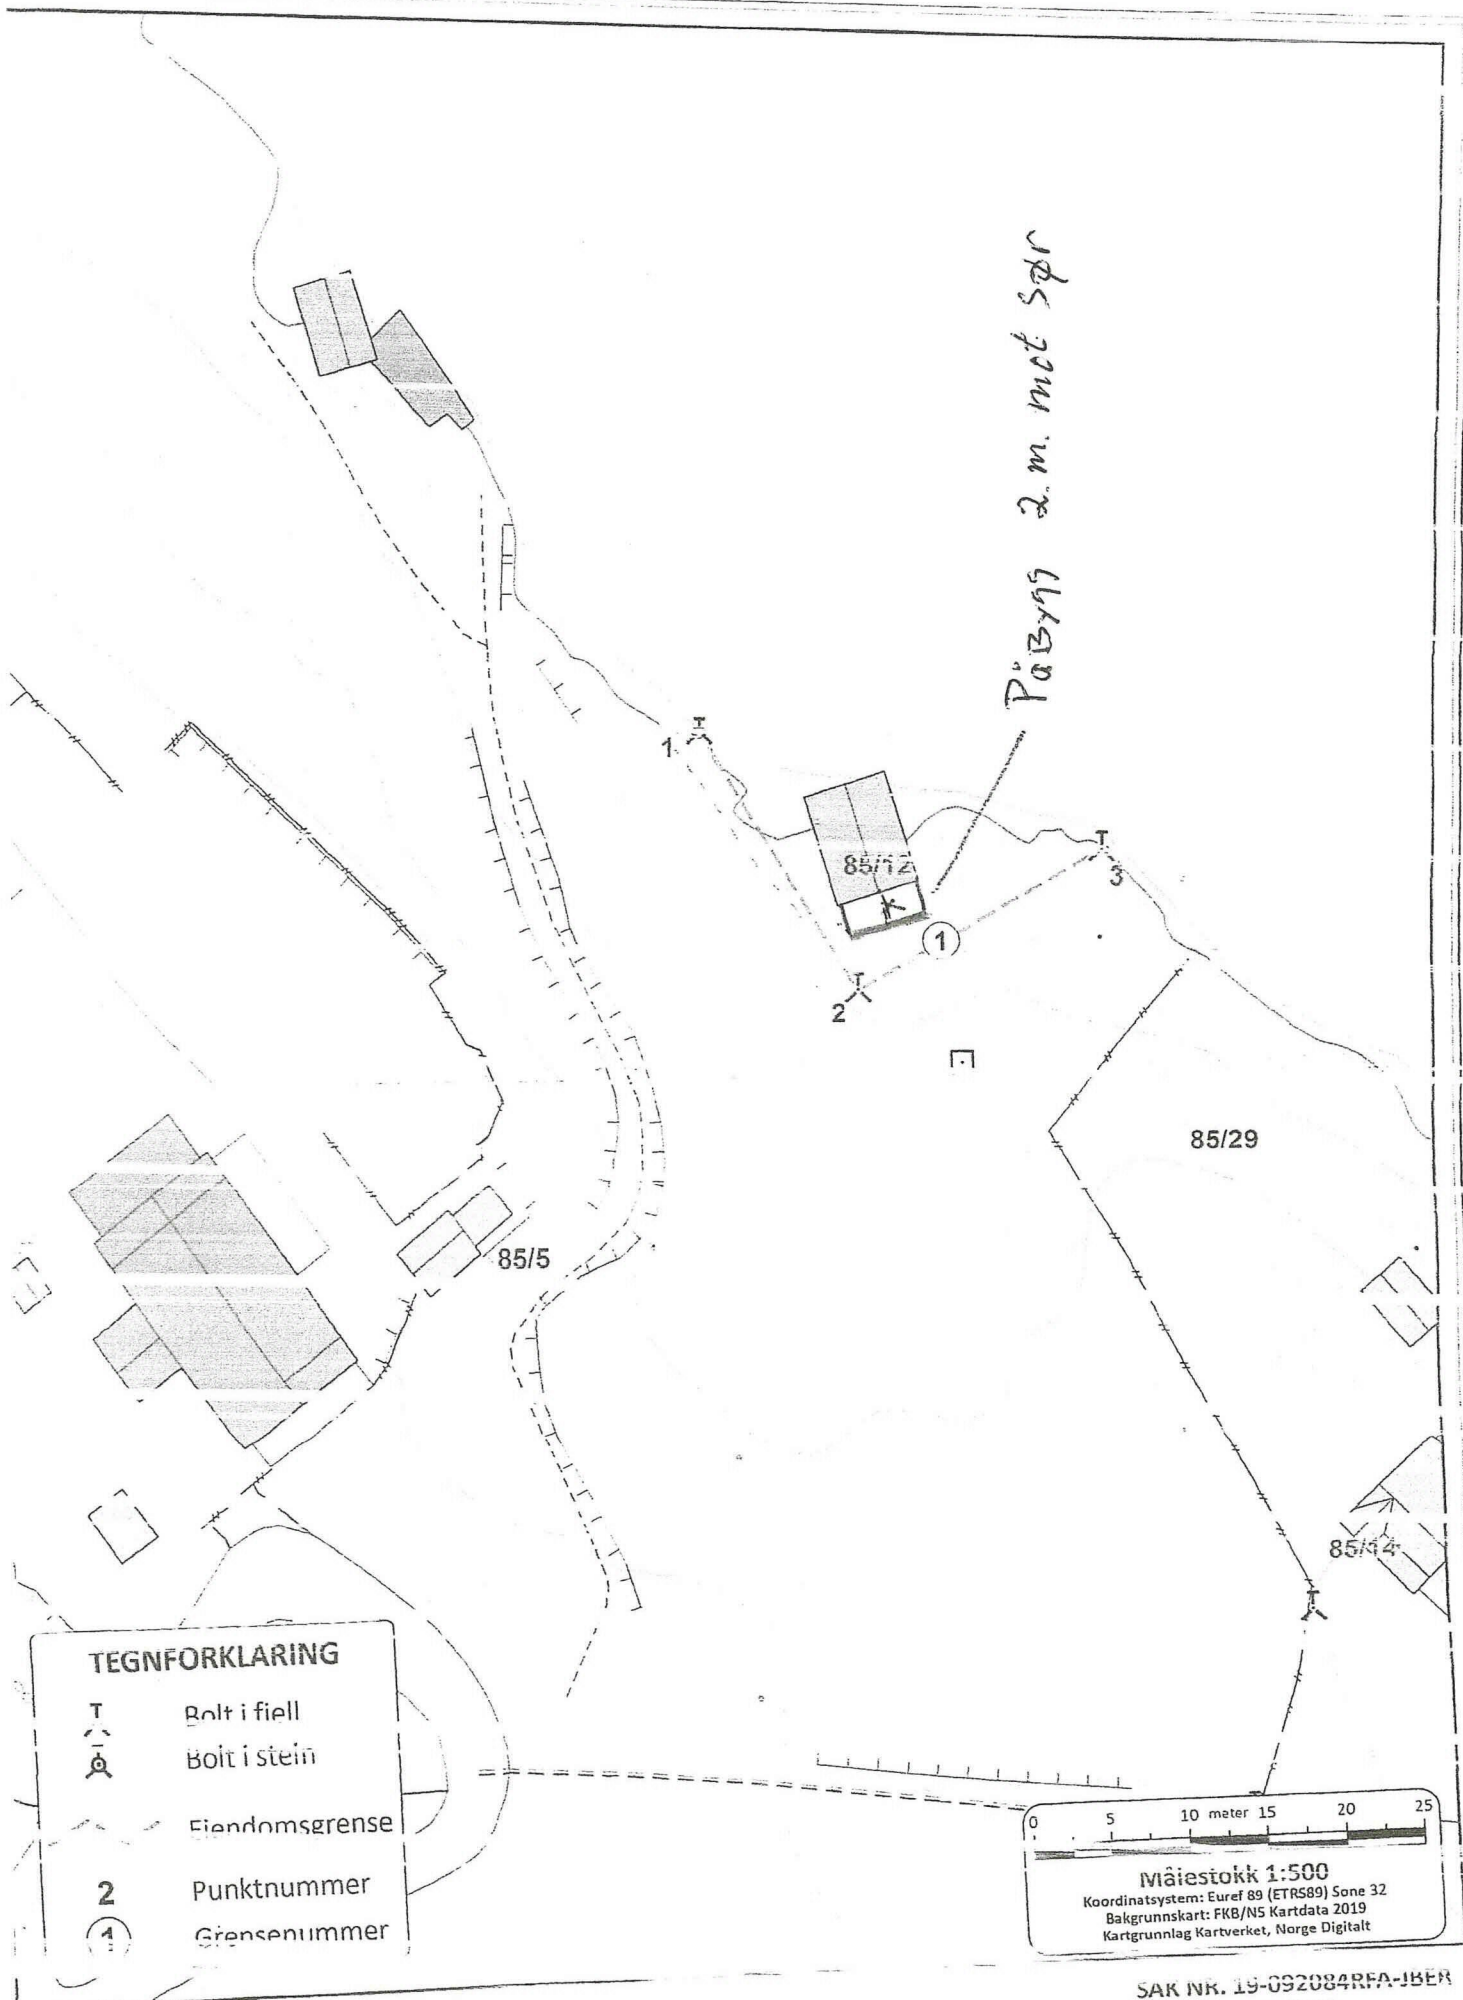 PåBygg 2.m. mot Sør
1
85/12
3
1
2
85/29
85/5
85/14
TEGNFORKLARING
Bolt i fjell
Bolt i stein
Eiendomsgrense
2 Punktnummer
1 Grensenummer
0 5 10 meter 15 20 25
Målestokk 1:500
Koordinatsystem: Euref 89 (ETRS89) Sone 32
Bakgrunnskart: FKB/N5 Kartdata 2019
Kartgrunnlag Kartverket, Norge Digitalt
SAK NR. 19-092084RFA-JBER